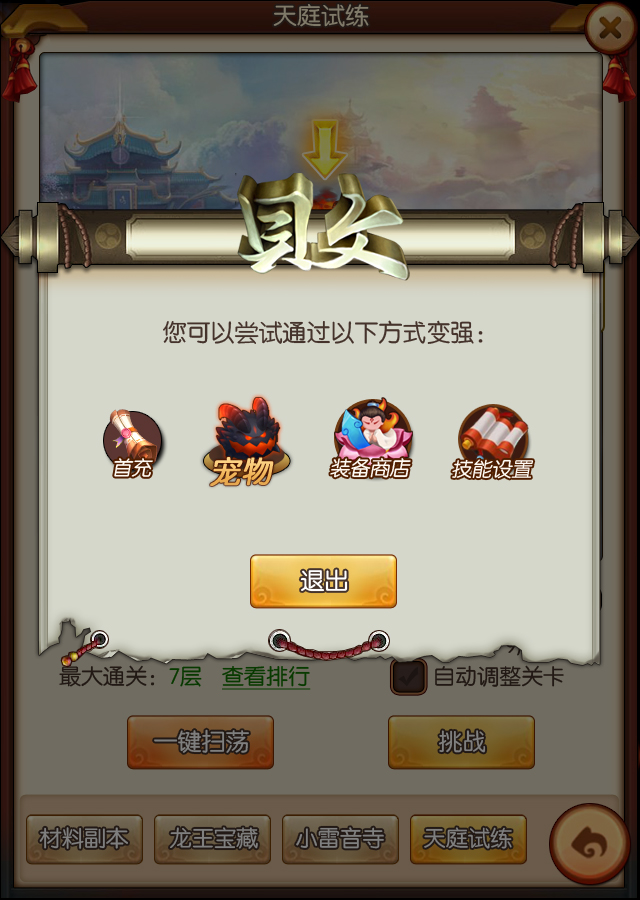 天庭试练
败
您可以尝试通过以下方式变强：
首充 宠物 装备商店 技能设置
退出
最大通关：7层 查看排行 自动调整关卡
一键扫荡 挑战
材料副本 龙王宝藏 小雷音寺 天庭试练